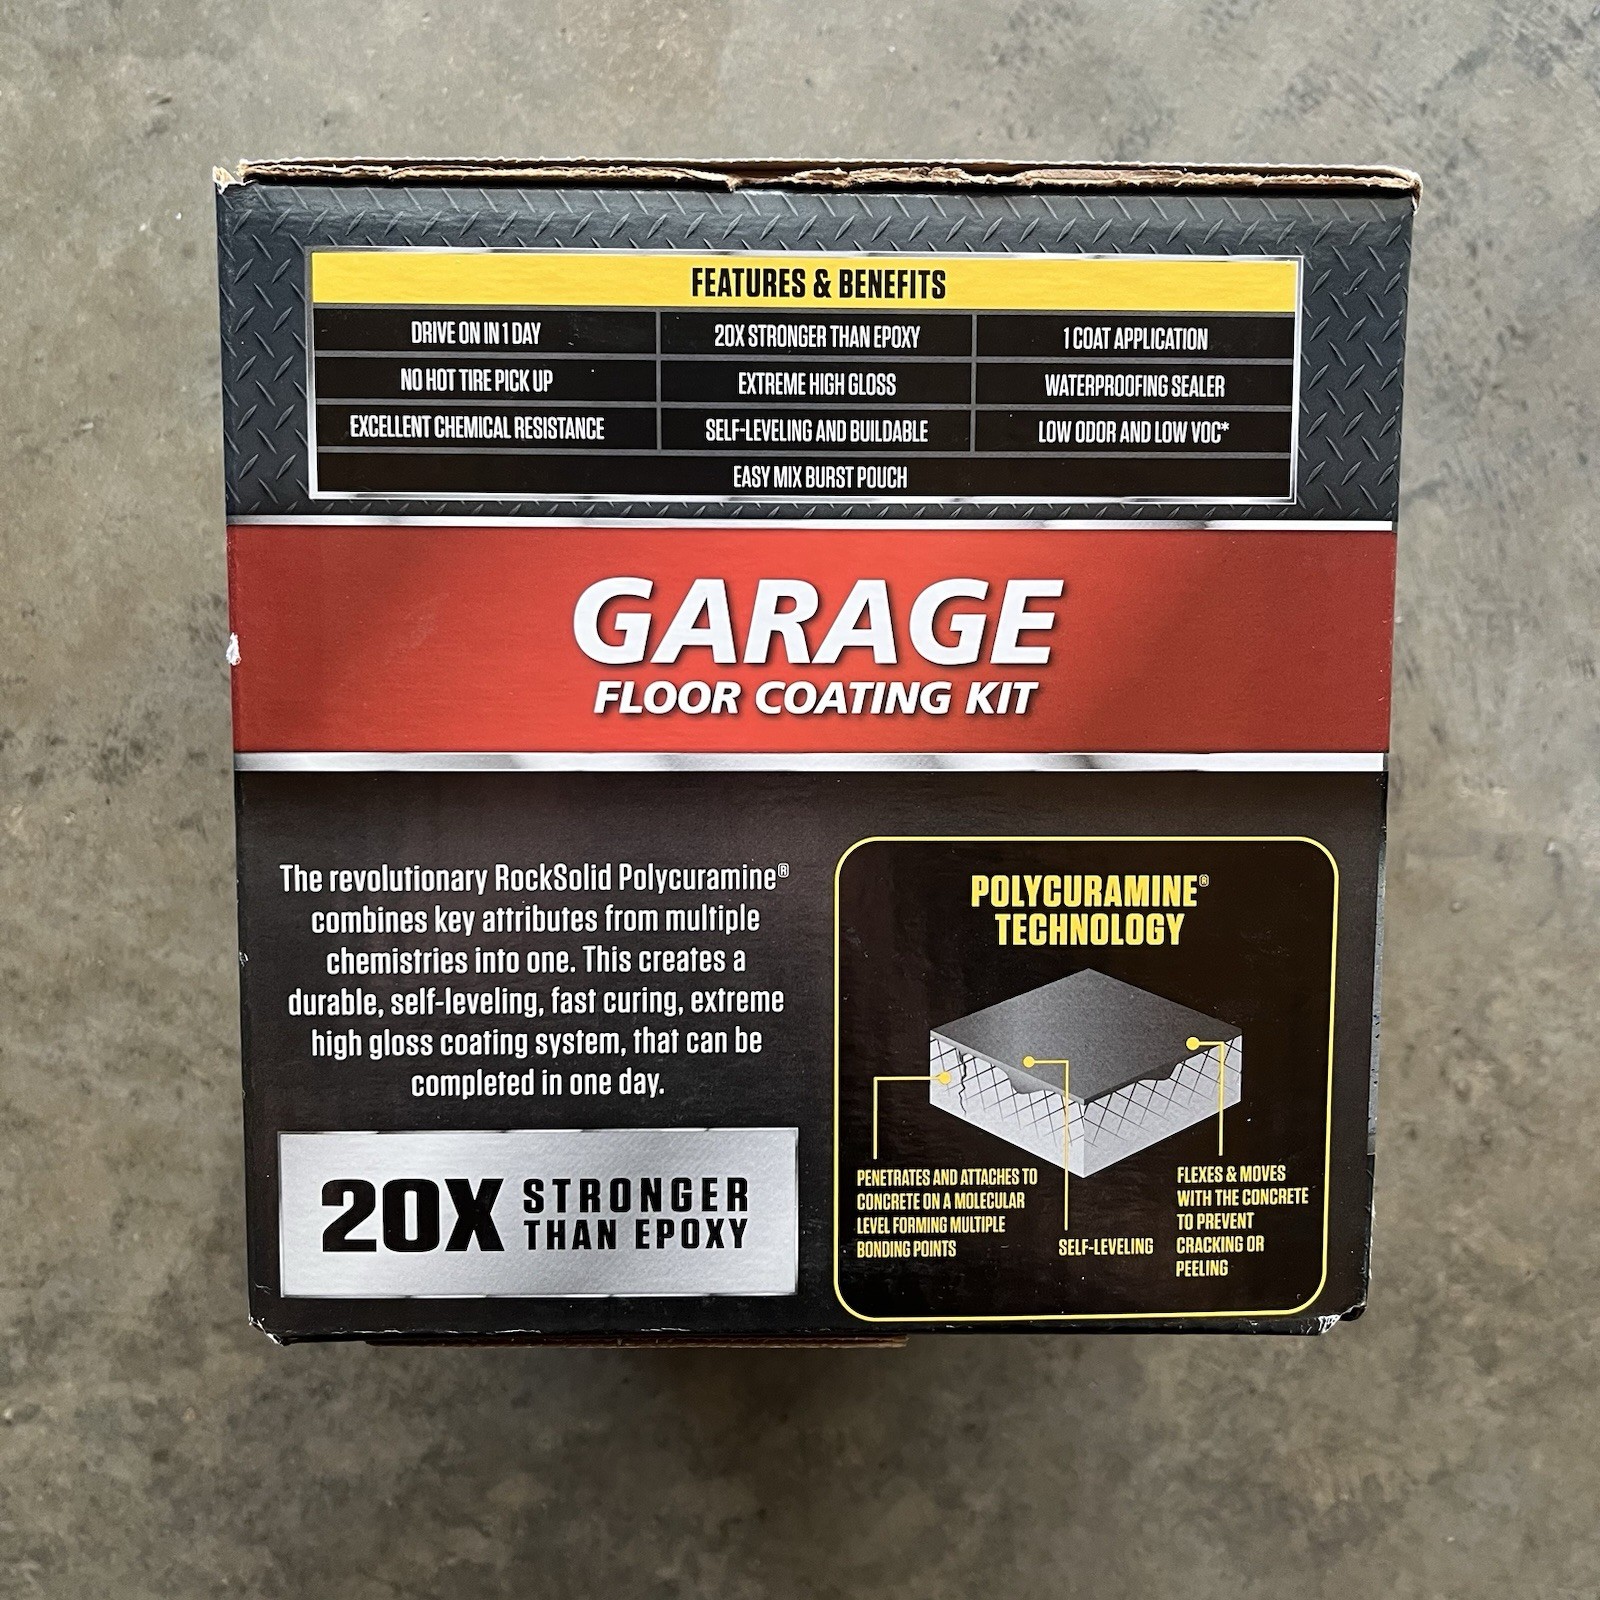 FEATURES & BENEFITS
DRIVE ON IN 1 DAY
20X STRONGER THAN EPOXY
1 COAT APPLICATION
NO HOT TIRE PICK UP
EXTREME HIGH GLOSS
WATERPROOFING SEALER
EXCELLENT CHEMICAL RESISTANCE
SELF-LEVELING AND BUILDABLE
LOW ODOR AND LOW VOC*
EASY MIX BURST POUCH
GARAGE
FLOOR COATING KIT
The revolutionary RockSolid Polycuramine®
combines key attributes from multiple
chemistries into one. This creates a
durable, self-leveling, fast curing, extreme
high gloss coating system, that can be
completed in one day.
20X STRONGER
THAN EPOXY
POLYCURAMINE®
TECHNOLOGY
PENETRATES AND ATTACHES TO
CONCRETE ON A MOLECULAR
LEVEL FORMING MULTIPLE
BONDING POINTS
SELF-LEVELING
FLEXES & MOVES
WITH THE CONCRETE
TO PREVENT
CRACKING OR
PEELING